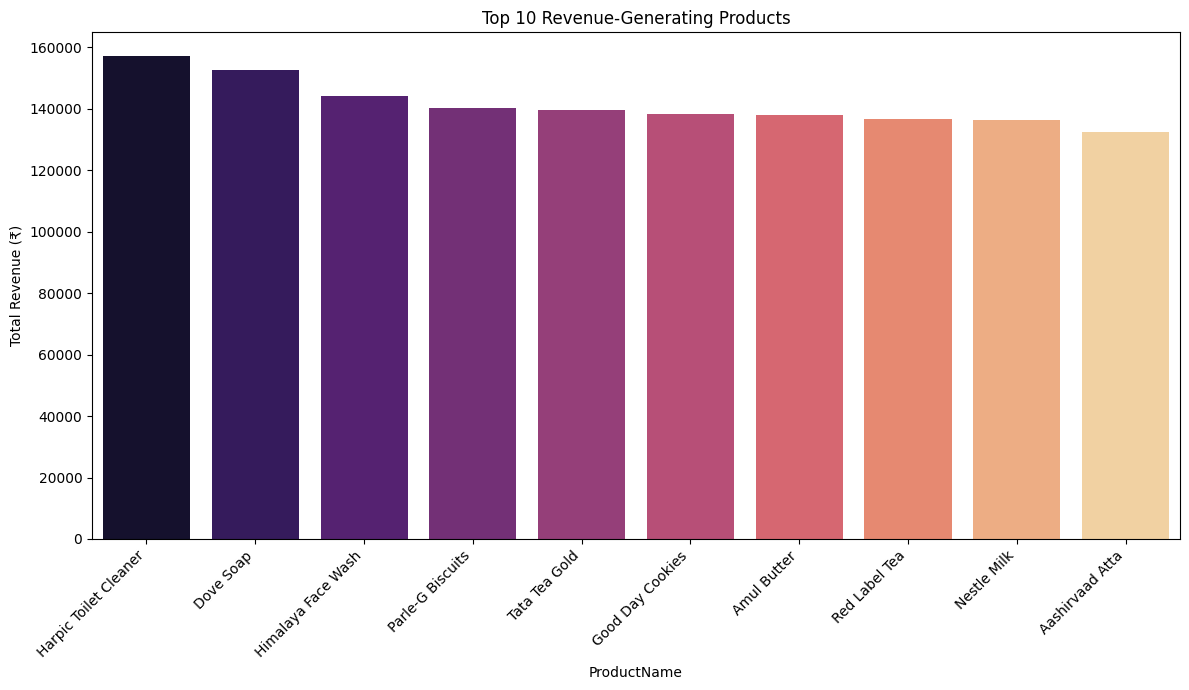 Top 10 Revenue-Generating Products
Total Revenue (₹)
160000
140000
120000
100000
80000
60000
40000
20000
0
Harpic Toilet Cleaner
Dove Soap
Himalaya Face Wash
Parle-G Biscuits
Tata Tea Gold
Good Day Cookies
Amul Butter
Red Label Tea
Nestle Milk
Aashirvaad Atta
ProductName